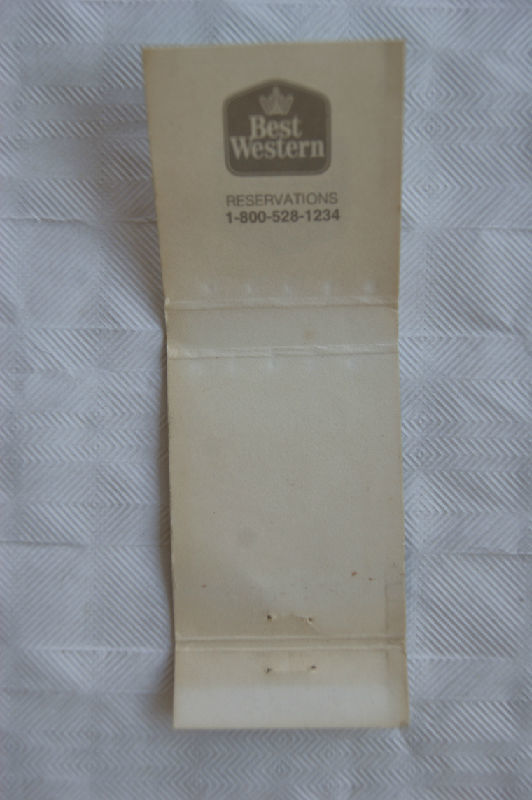 Best
Western
RESERVATIONS
1-800-528-1234